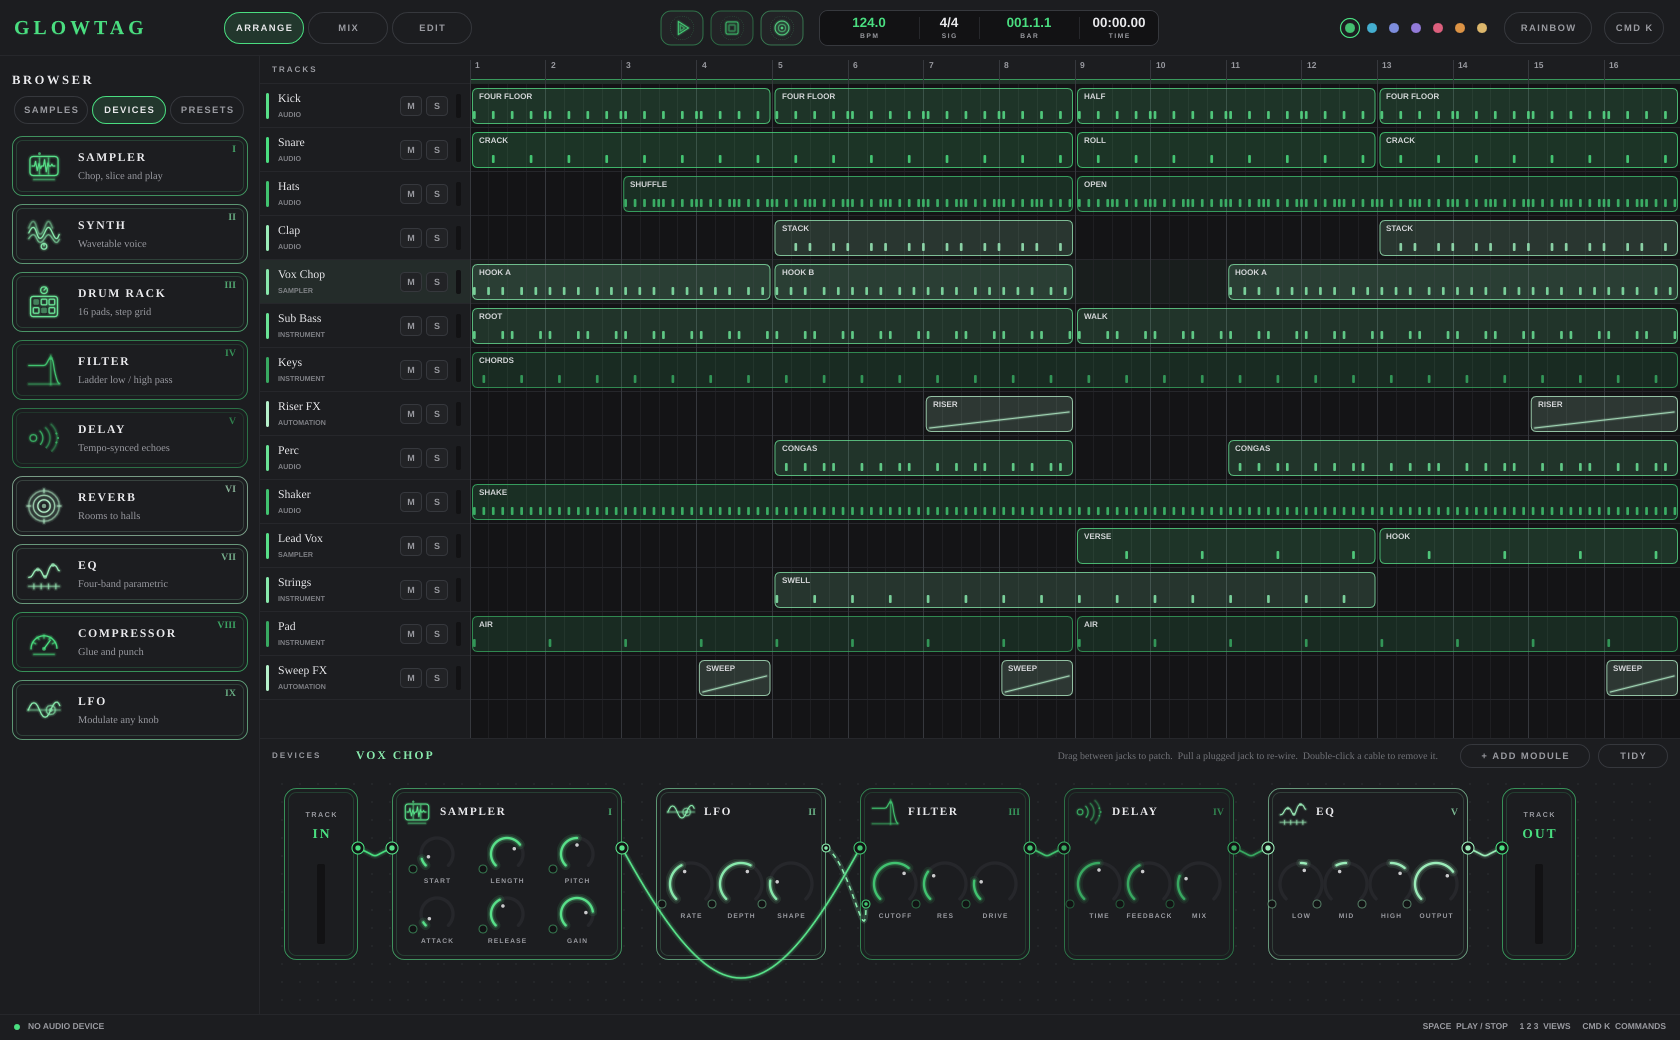 GLOWTAG
ARRANGE MIX EDIT
124.0 4/4 001.1.1 00:00.00
BPM SIG BAR TIME
RAINBOW CMD K
BROWSER
SAMPLES DEVICES PRESETS
SAMPLER I
Chop, slice and play
SYNTH II
Wavetable voice
DRUM RACK III
16 pads, step grid
FILTER IV
Ladder low / high pass
DELAY V
Tempo-synced echoes
REVERB VI
Rooms to halls
EQ VII
Four-band parametric
COMPRESSOR VIII
Glue and punch
LFO IX
Modulate any knob
TRACKS 1 2 3 4 5 6 7 8 9 10 11 12 13 14 15 16
Kick M S FOUR FLOOR FOUR FLOOR HALF FOUR FLOOR
AUDIO
Snare M S CRACK CRACK ROLL CRACK
AUDIO
Hats M S SHUFFLE OPEN
AUDIO
Clap M S STACK STACK
AUDIO
Vox Chop M S HOOK A HOOK B HOOK A
SAMPLER
Sub Bass M S ROOT WALK
INSTRUMENT
Keys M S CHORDS
INSTRUMENT
Riser FX M S RISER RISER
AUTOMATION
Perc M S CONGAS CONGAS
AUDIO
Shaker M S SHAKE
AUDIO
Lead Vox M S VERSE HOOK
SAMPLER
Strings M S SWELL
INSTRUMENT
Pad M S AIR AIR
INSTRUMENT
Sweep FX M S SWEEP SWEEP SWEEP
AUTOMATION
DEVICES VOX CHOP Drag between jacks to patch. Pull a plugged jack to re-wire. Double-click a cable to remove it. + ADD MODULE TIDY
TRACK
IN
SAMPLER I
START LENGTH PITCH
ATTACK RELEASE GAIN
LFO II
RATE DEPTH SHAPE
FILTER III
CUTOFF RES DRIVE
DELAY IV
TIME FEEDBACK MIX
EQ V
LOW MID HIGH OUTPUT
TRACK
OUT
NO AUDIO DEVICE SPACE PLAY / STOP 1 2 3 VIEWS CMD K COMMANDS